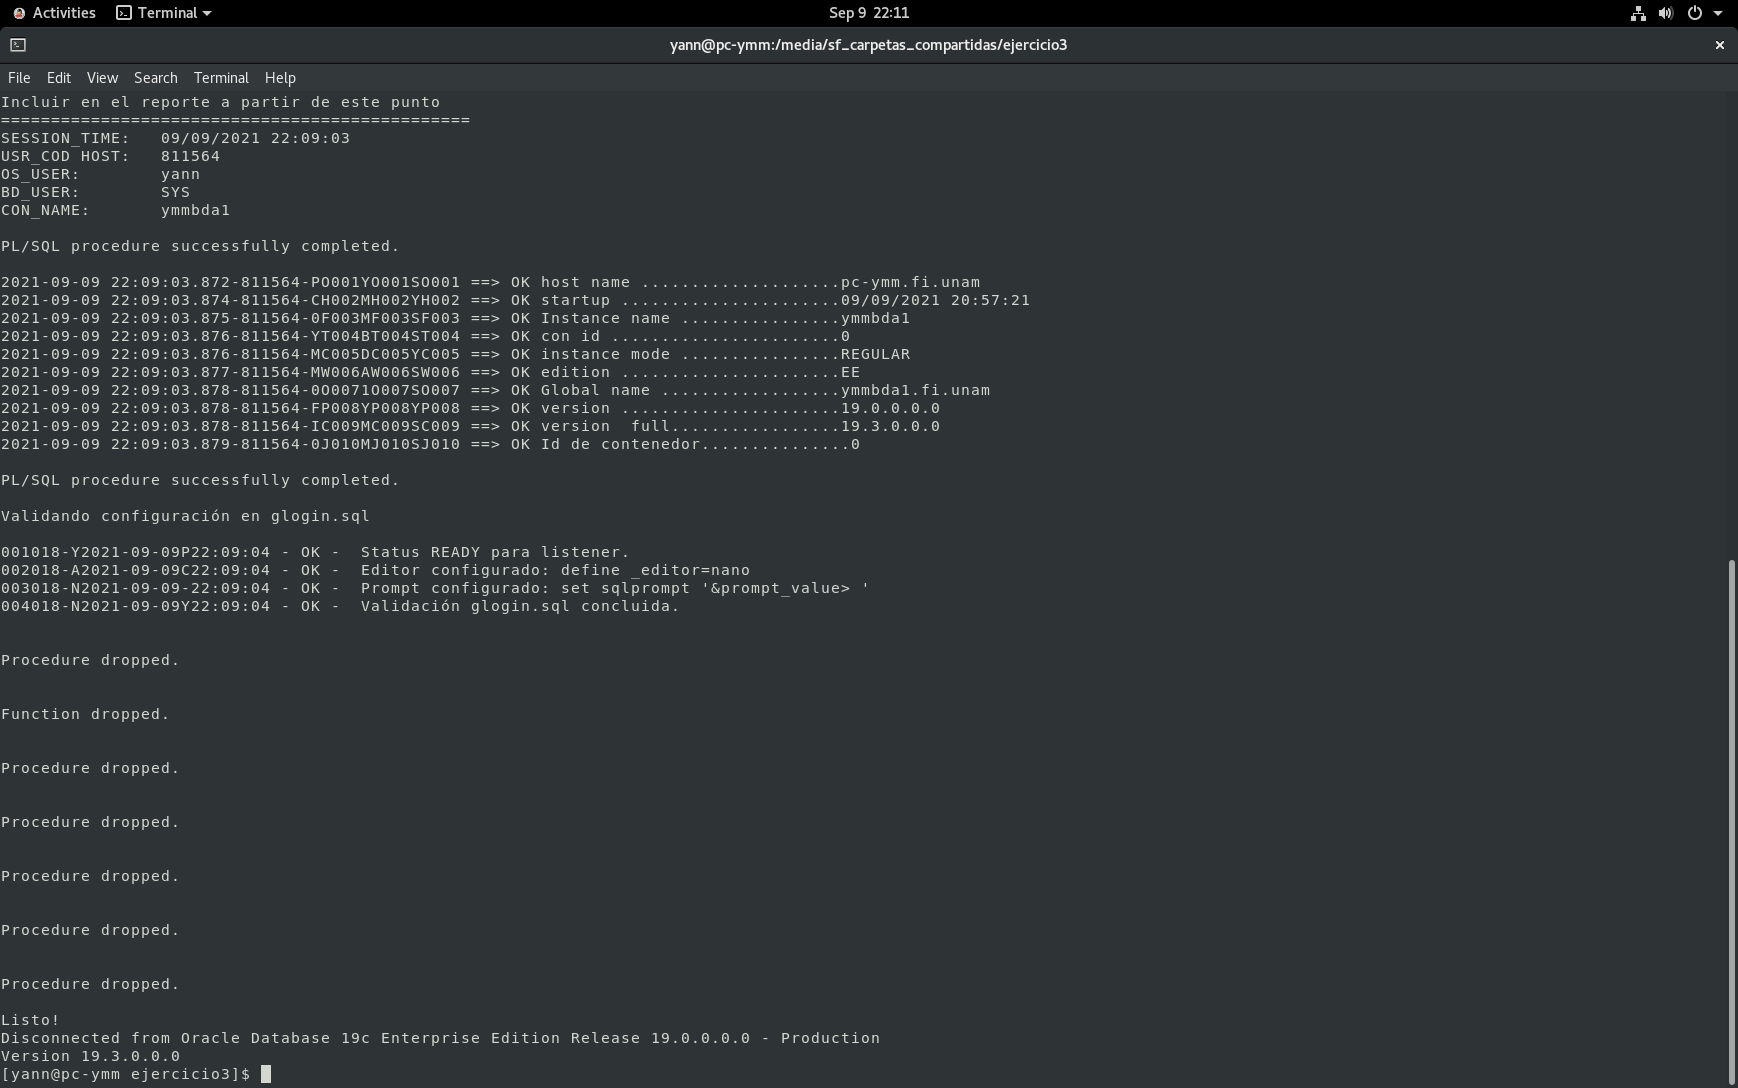 Activities Terminal Sep 9 22:11
yann@pc-ymm:/media/sf_carpetas_compartidas/ejercicio3 ×
File Edit View Search Terminal Help
Incluir en el reporte a partir de este punto
===============================================
SESSION_TIME: 09/09/2021 22:09:03
USR_COD HOST: 811564
OS_USER: yann
BD_USER: SYS
CON_NAME: ymmbda1
PL/SQL procedure successfully completed.
2021-09-09 22:09:03.872-811564-PO001YO001SO001 ==> OK host name ....................pc-ymm.fi.unam
2021-09-09 22:09:03.874-811564-CH002MH002YH002 ==> OK startup ......................09/09/2021 20:57:21
2021-09-09 22:09:03.875-811564-0F003MF003SF003 ==> OK Instance name ................ymmbda1
2021-09-09 22:09:03.876-811564-YT004BT004ST004 ==> OK con id .......................0
2021-09-09 22:09:03.876-811564-MC005DC005YC005 ==> OK instance mode ................REGULAR
2021-09-09 22:09:03.877-811564-MW006AW006SW006 ==> OK edition ......................EE
2021-09-09 22:09:03.878-811564-0O0071O007SO007 ==> OK Global name ..................ymmbda1.fi.unam
2021-09-09 22:09:03.878-811564-FP008YP008YP008 ==> OK version ......................19.0.0.0.0
2021-09-09 22:09:03.878-811564-IC009MC009SC009 ==> OK version  full.................19.3.0.0.0
2021-09-09 22:09:03.879-811564-0J010MJ010SJ010 ==> OK Id de contenedor...............0
PL/SQL procedure successfully completed.
Validando configuración en glogin.sql
001018-Y2021-09-09P22:09:04 - OK -  Status READY para listener.
002018-A2021-09-09C22:09:04 - OK -  Editor configurado: define _editor=nano
003018-N2021-09-09-22:09:04 - OK -  Prompt configurado: set sqlprompt '&prompt_value> '
004018-N2021-09-09Y22:09:04 - OK -  Validación glogin.sql concluida.
Procedure dropped.
Function dropped.
Procedure dropped.
Procedure dropped.
Procedure dropped.
Procedure dropped.
Procedure dropped.
Listo!
Disconnected from Oracle Database 19c Enterprise Edition Release 19.0.0.0.0 - Production
Version 19.3.0.0.0
[yann@pc-ymm ejercicio3]$